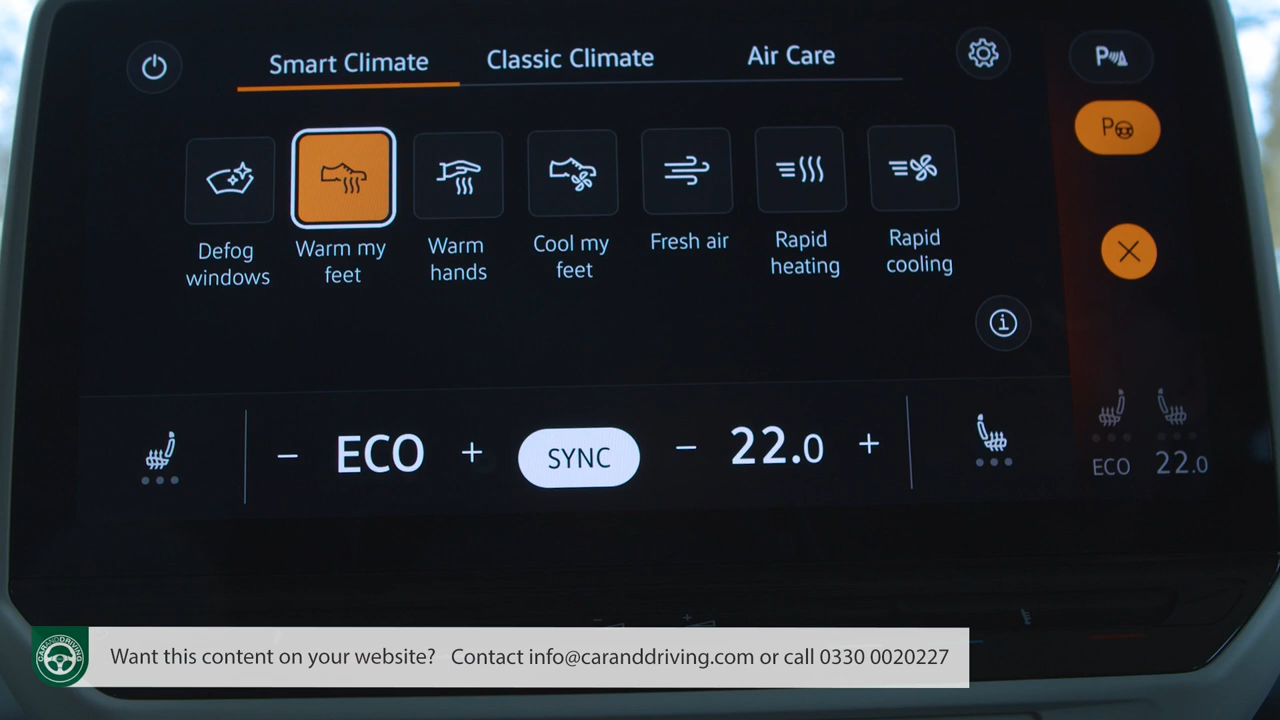 Smart Climate
Classic Climate
Air Care
P
P
Defog
windows
Warm my
feet
Warm
hands
Cool my
feet
Fresh air
Rapid
heating
Rapid
cooling
ECO
SYNC
22.0
ECO 22.0
CARANDDRIVING
Want this content on your website? Contact info@caranddriving.com or call 0330 0020227